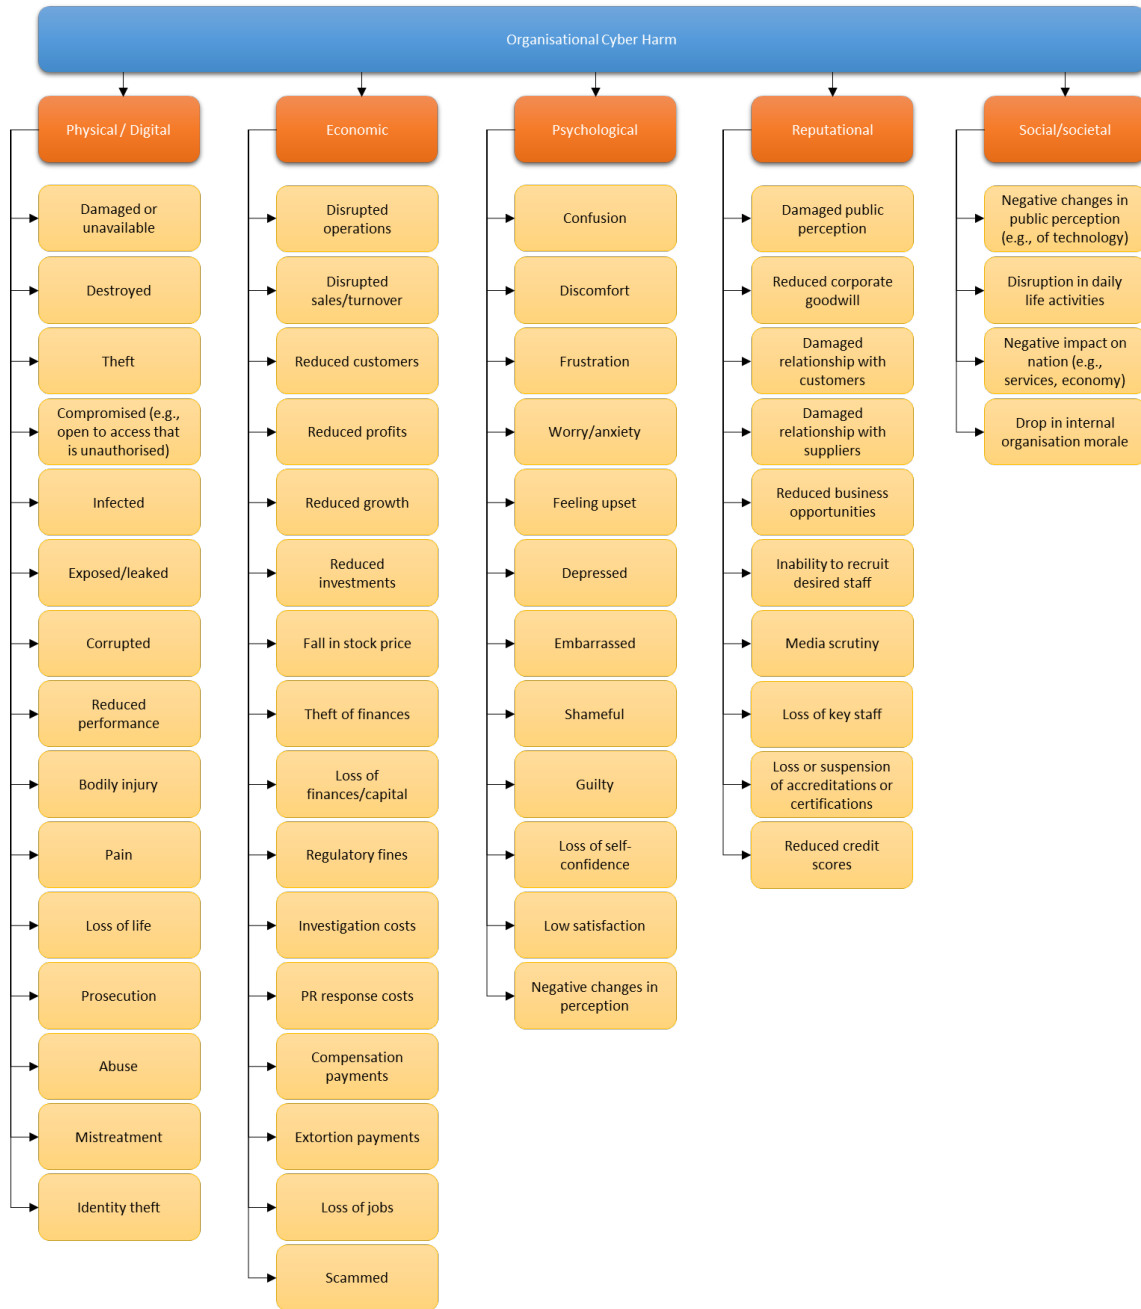 Organisational Cyber Harm
Physical / Digital
Damaged or
unavailable
Destroyed
Theft
Compromised (e.g.,
open to access that
is unauthorised)
Infected
Exposed/leaked
Corrupted
Reduced
performance
Bodily injury
Pain
Loss of life
Prosecution
Abuse
Mistreatment
Identity theft
Economic
Disrupted
operations
Disrupted
sales/turnover
Reduced customers
Reduced profits
Reduced growth
Reduced
investments
Fall in stock price
Theft of finances
Loss of
finances/capital
Regulatory fines
Investigation costs
PR response costs
Compensation
payments
Extortion payments
Loss of jobs
Scammed
Psychological
Confusion
Discomfort
Frustration
Worry/anxiety
Feeling upset
Depressed
Embarrassed
Shameful
Guilty
Loss of self-
confidence
Low satisfaction
Negative changes in
perception
Reputational
Damaged public
perception
Reduced corporate
goodwill
Damaged
relationship with
customers
Damaged
relationship with
suppliers
Reduced business
opportunities
Inability to recruit
desired staff
Media scrutiny
Loss of key staff
Loss or suspension
of accreditations or
certifications
Reduced credit
scores
Social/societal
Negative changes in
public perception
(e.g., of technology)
Disruption in daily
life activities
Negative impact on
nation (e.g.,
services, economy)
Drop in internal
organisation morale